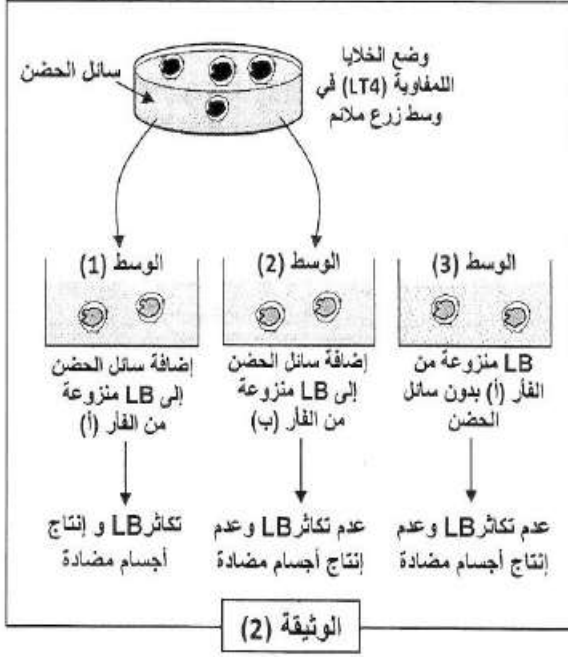 سائل الحضن
وضع الخلايا
اللمفاوية (LT4) في
وسط زرع ملائم
الوسط (1)
إضافة سائل الحضن
إلى LB منزوعة
من الفأر (أ)
تكاثر LB و إنتاج
أجسام مضادة
الوسط (2)
إضافة سائل الحضن
إلى LB منزوعة
من الفأر (ب)
عدم تكاثر LB وعدم
إنتاج أجسام مضادة
الوسط (3)
LB منزوعة من
الفأر (أ) بدون سائل
الحضن
عدم تكاثر LB وعدم
إنتاج أجسام مضادة
الوثيقة (2)